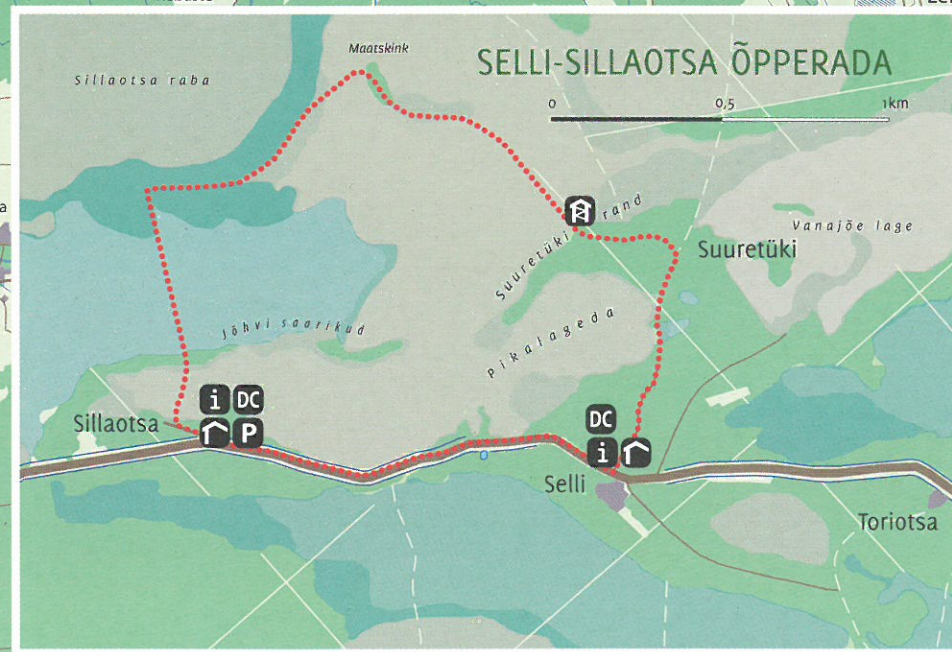 Maatskink
SELLI-SILLAOTSA ÕPPERADA
Sillaotsa raba
0 0,5 1km
Suuretüki rand
Vanajõe lage
Suuretüki
Jõhvi saarikud
Pikalageda
i DC
P
Sillaotsa
DC
i
Selli
Toriotsa